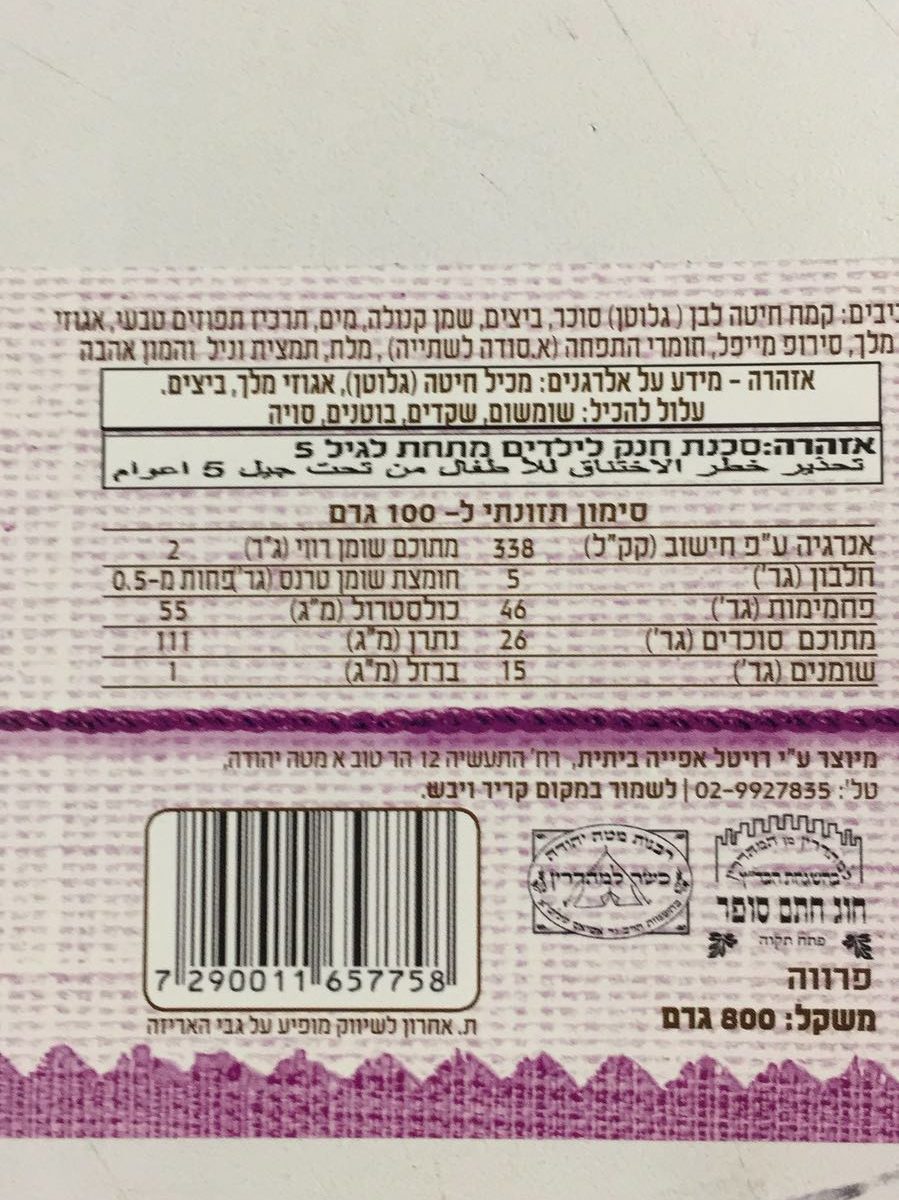 יבים: קמח חיטה לבן (גלוטן) סוכר, ביצים, שמן קנולה, מים, תרכיז תפוזים טבעי, אגוזי
מלך, סירופ מייפל, חומרי התפחה (א.סודה לשתייה), מלח, תמצית וניל והמון אהבה
אזהרה - מידע על אלרגנים: מכיל חיטה (גלוטן), אגוזי מלך, ביצים.
עלול להכיל: שומשום, שקדים, בוטנים, סויה
אזהרה: סכנת חנק לילדים מתחת לגיל 5
تحذير خطر الاختناق للاطفال من تحت جيل 5 اعوام
סימון תזונתי ל- 100 גרם
אנרגיה ע"פ חישוב (קק"ל) 338 מתוכם שומן רווי (ג"ר) 2
חלבון (גר') 5 חומצת שומן טרנס (גר') פחות מ-0.5
פחמימות (גר') 46 כולסטרול (מ"ג) 55
מתוכם סוכרים (גר') 26 נתרן (מ"ג) 111
שומנים (גר') 15 ברזל (מ"ג) 1
מיוצר ע"י רויטל אפייה ביתית, רח' התעשיה 12 הר טוב א מטה יהודה,
טל': 02-9927835 | לשמור במקום קריר ויבש.
מהדרין מן המהדרין
בהשגחת הבד"ץ
חוג חתם סופר
פתח תקוה
רבנות מטה יהודה
כשר למהדרין
פרווה
משקל: 800 גרם
7 290011 657758
ת. אחרון לשיווק מופיע על גבי האריזה